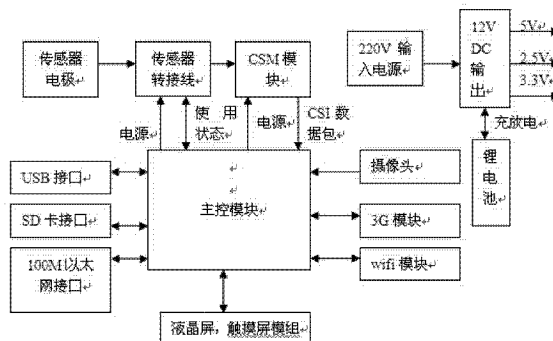 传感器
电极
传感器
转接线
CSM 模
块
220V 输
入电源
12V
DC
输
出
5V
2.5V
3.3V
充放电
锂
电
池
电源
使用
状态
电源
CSI 数
据包
USB 接口
SD 卡接口
100M 以太
网接口
主控模块
摄像头
3G 模块
wifi 模块
液晶屏，触摸屏模组